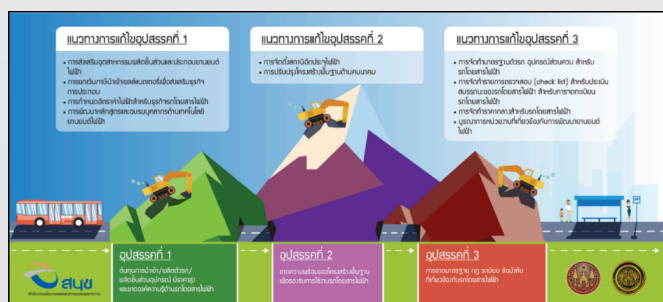 แนวทางการแก้ไขอุปสรรคที่ 1
• การส่งเสริมอุตสาหกรรมผลิตชิ้นส่วนและประกอบยานยนต์
ไฟฟ้า
• การยกเว้นภาษีนำเข้าเซลล์แบตเตอรี่เพื่อส่งเสริมธุรกิจ
การประกอบ
• การกำหนดอัตราค่าไฟฟ้าสำหรับธุรกิจรถโดยสารไฟฟ้า
• การพัฒนาหลักสูตรและอบรมบุคลากรด้านเทคโนโลยี
ยานยนต์ไฟฟ้า
แนวทางการแก้ไขอุปสรรคที่ 2
• การจัดตั้งสถานีอัดประจุไฟฟ้า
• การปรับปรุงโครงสร้างพื้นฐานด้านคมนาคม
แนวทางการแก้ไขอุปสรรคที่ 3
• การจัดทำมาตรฐานตัวรถ อุปกรณ์ส่วนควบ สำหรับ
รถโดยสารไฟฟ้า
• การจัดทำรายการตรวจสอบ (check list) สำหรับประเมิน
สมรรถนะของรถโดยสารไฟฟ้า สำหรับการจดทะเบียน
รถโดยสารไฟฟ้า
• การจัดทำราคากลางสำหรับรถโดยสารไฟฟ้า
• บูรณาการหน่วยงานที่เกี่ยวข้องกับการพัฒนายานยนต์
ไฟฟ้า
อุปสรรคที่ 1
ต้นทุนการนำเข้า/ผลิตตัวรถ/
ผลิตชิ้นส่วนอุปกรณ์ มีราคาสูง
และขาดองค์ความรู้ด้านรถโดยสารไฟฟ้า
อุปสรรคที่ 2
ขาดความพร้อมของโครงสร้างพื้นฐาน
เพื่อรองรับการใช้งานรถโดยสารไฟฟ้า
อุปสรรคที่ 3
การขาดมาตรฐาน กฎ ระเบียบ ข้อบังคับ
ที่เกี่ยวข้องกับรถโดยสารไฟฟ้า
สนข